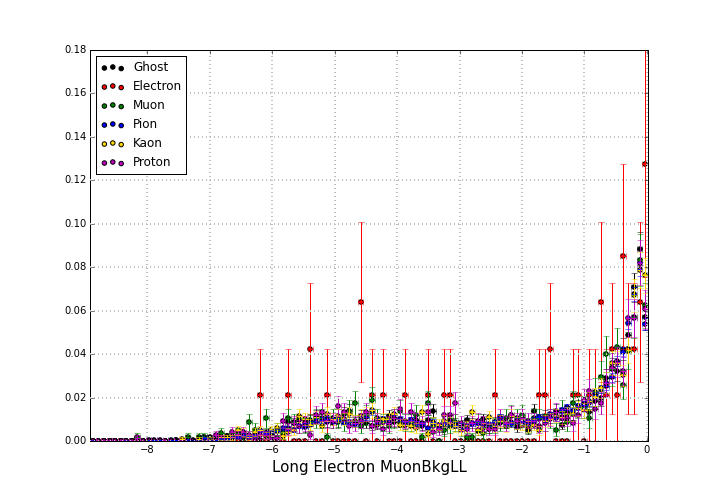 0.18
0.16
0.14
0.12
0.10
0.08
0.06
0.04
0.02
0.00
Ghost
Electron
Muon
Pion
Kaon
Proton
−8 −7 −6 −5 −4 −3 −2 −1 0
Long Electron MuonBkgLL